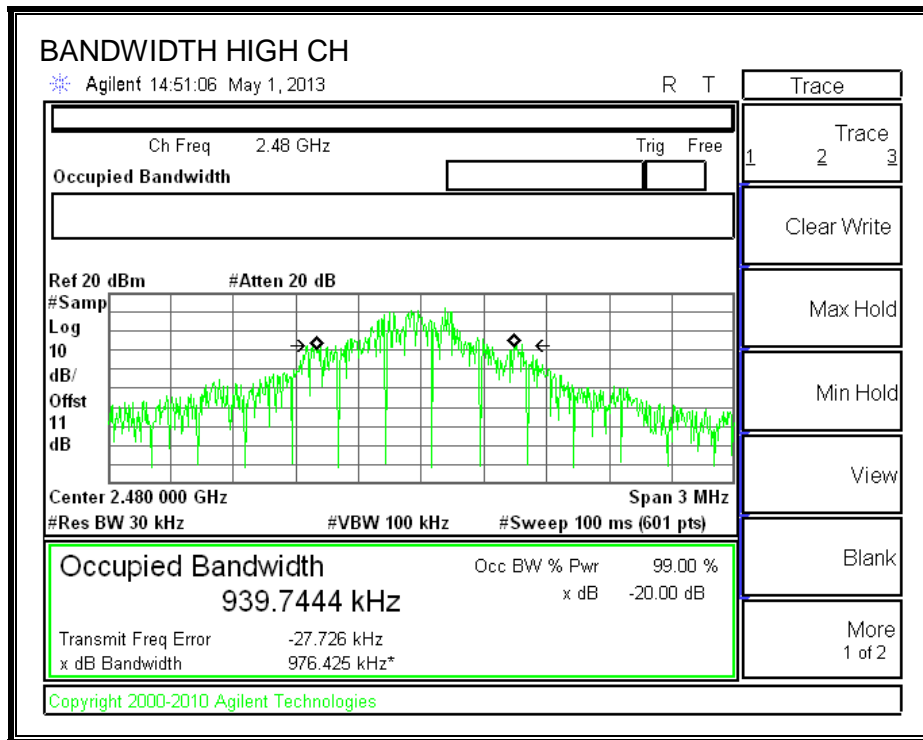 BANDWIDTH HIGH CH
Agilent 14:51:06 May 1, 2013 R T
Trace
Ch Freq 2.48 GHz Trig Free
Occupied Bandwidth
Trace
1 2 3
Clear Write
Max Hold
Min Hold
View
Blank
More
1 of 2
Ref 20 dBm #Atten 20 dB
#Samp
Log
10
dB/
Offst
11
dB
Center 2.480 000 GHz Span 3 MHz
#Res BW 30 kHz #VBW 100 kHz #Sweep 100 ms (601 pts)
Occupied Bandwidth
939.7444 kHz
Occ BW % Pwr 99.00 %
x dB -20.00 dB
Transmit Freq Error -27.726 kHz
x dB Bandwidth 976.425 kHz*
Copyright 2000-2010 Agilent Technologies